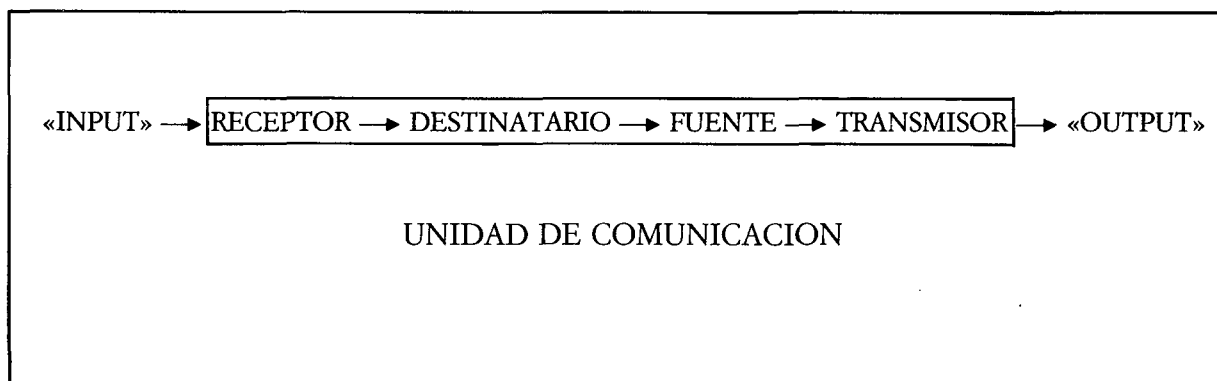 «INPUT» → RECEPTOR → DESTINATARIO → FUENTE → TRANSMISOR → «OUTPUT»
UNIDAD DE COMUNICACION